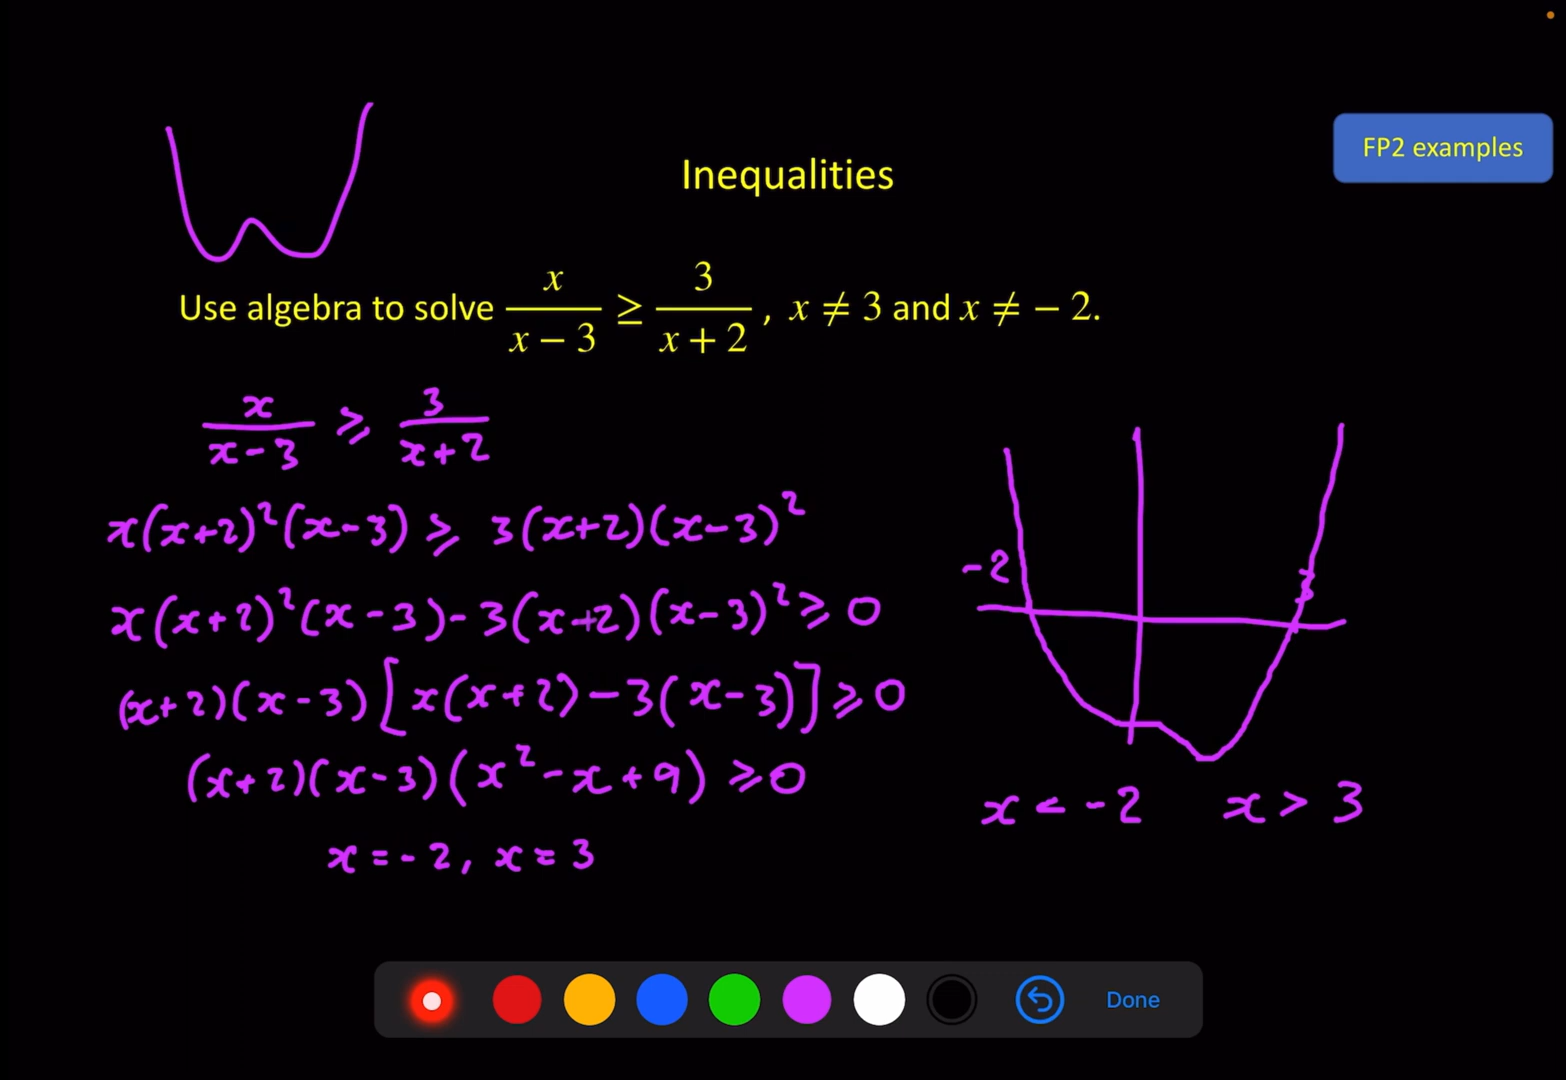 FP2 examples
Inequalities
Use algebra to solve x/(x − 3) ≥ 3/(x + 2), x ≠ 3 and x ≠ − 2.
x/(x-3) ⩾ 3/(x+2)
x(x+2)²(x-3) ⩾ 3(x+2)(x-3)²
x(x+2)²(x-3)-3(x+2)(x-3)² ⩾ 0
(x+2)(x-3)[x(x+2)-3(x-3)] ⩾ 0
(x+2)(x-3)(x²-x+9) ⩾ 0
x=-2, x=3
-2
3
x < -2 x > 3
Done